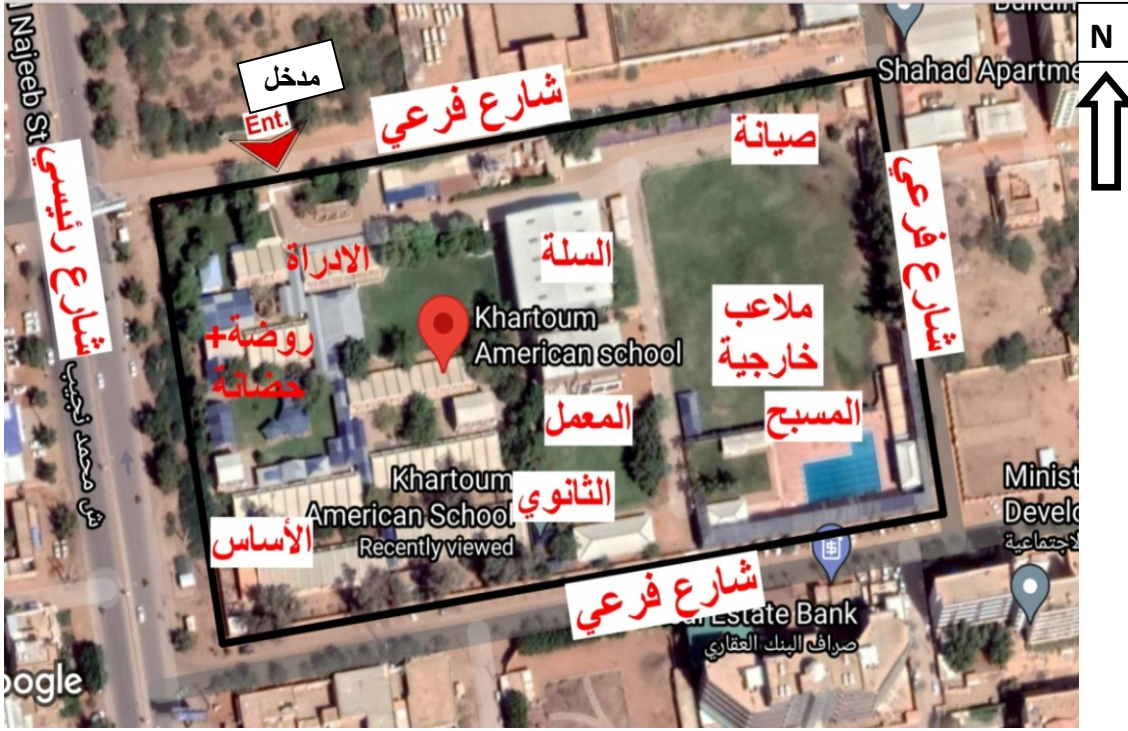 N
Najeeb St
Shahad Apartme
مدخل
Ent.
شارع فرعي
صيانة
شارع رئيسي
شارع فرعي
الادراة
السلة
Khartoum
American school
ملاعب
خارجية
روضة+
حضانة
المعمل
المسبح
ش محمد نجيب
Khartoum
American School
Recently viewed
الثانوي
الأساس
Minist
Develo
الاجتماعية
شارع فرعي
Estate Bank
صراف البنك العقاري
oogle